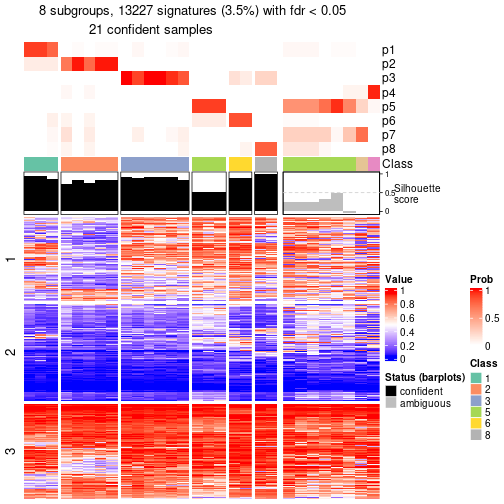 8 subgroups, 13227 signatures (3.5%) with fdr < 0.05
21 confident samples
p1
p2
p3
p4
p5
p6
p7
p8
Class
1
0.5
0
Silhouette
score
1
2
3
Value
1
0.8
0.6
0.4
0.2
0
Status (barplots)
confident
ambiguous
Prob
1
0.5
0
Class
1
2
3
5
6
8